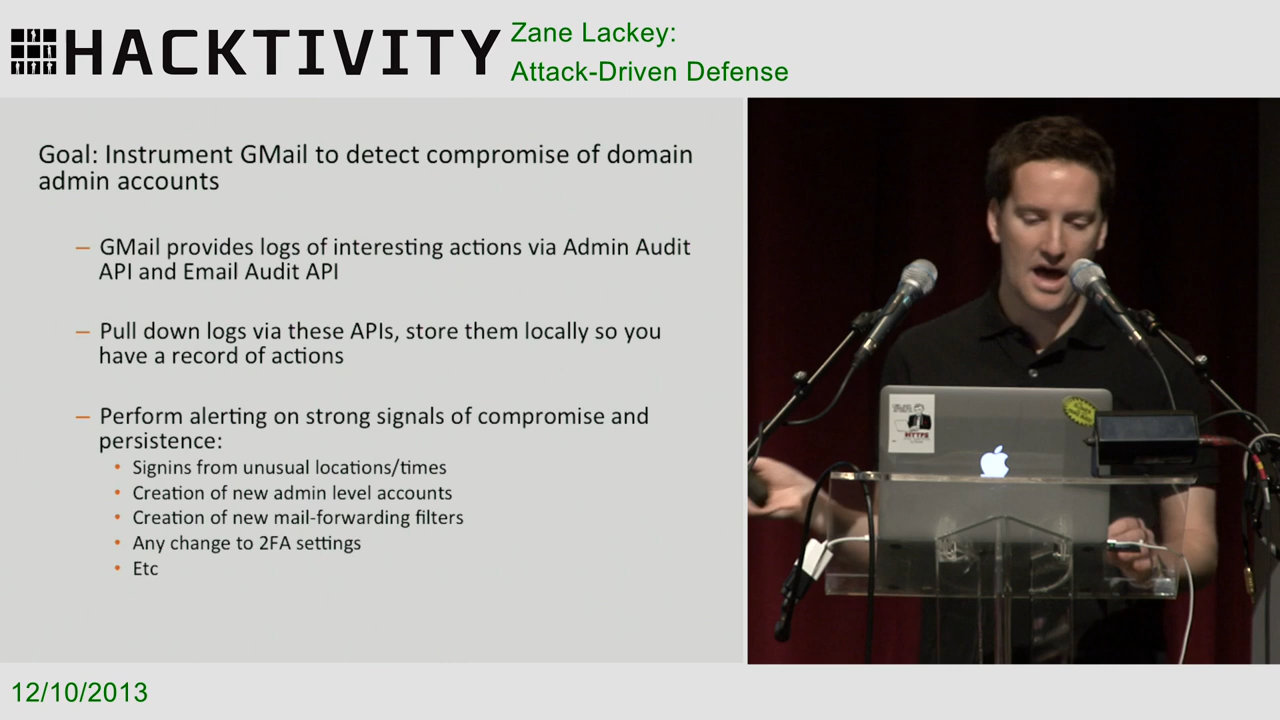 HACKTIVITY
Zane Lackey:
Attack-Driven Defense
Goal: Instrument GMail to detect compromise of domain
admin accounts
– GMail provides logs of interesting actions via Admin Audit
API and Email Audit API
– Pull down logs via these APIs, store them locally so you
have a record of actions
– Perform alerting on strong signals of compromise and
persistence:
• Signins from unusual locations/times
• Creation of new admin level accounts
• Creation of new mail-forwarding filters
• Any change to 2FA settings
• Etc
HTTPS
12/10/2013